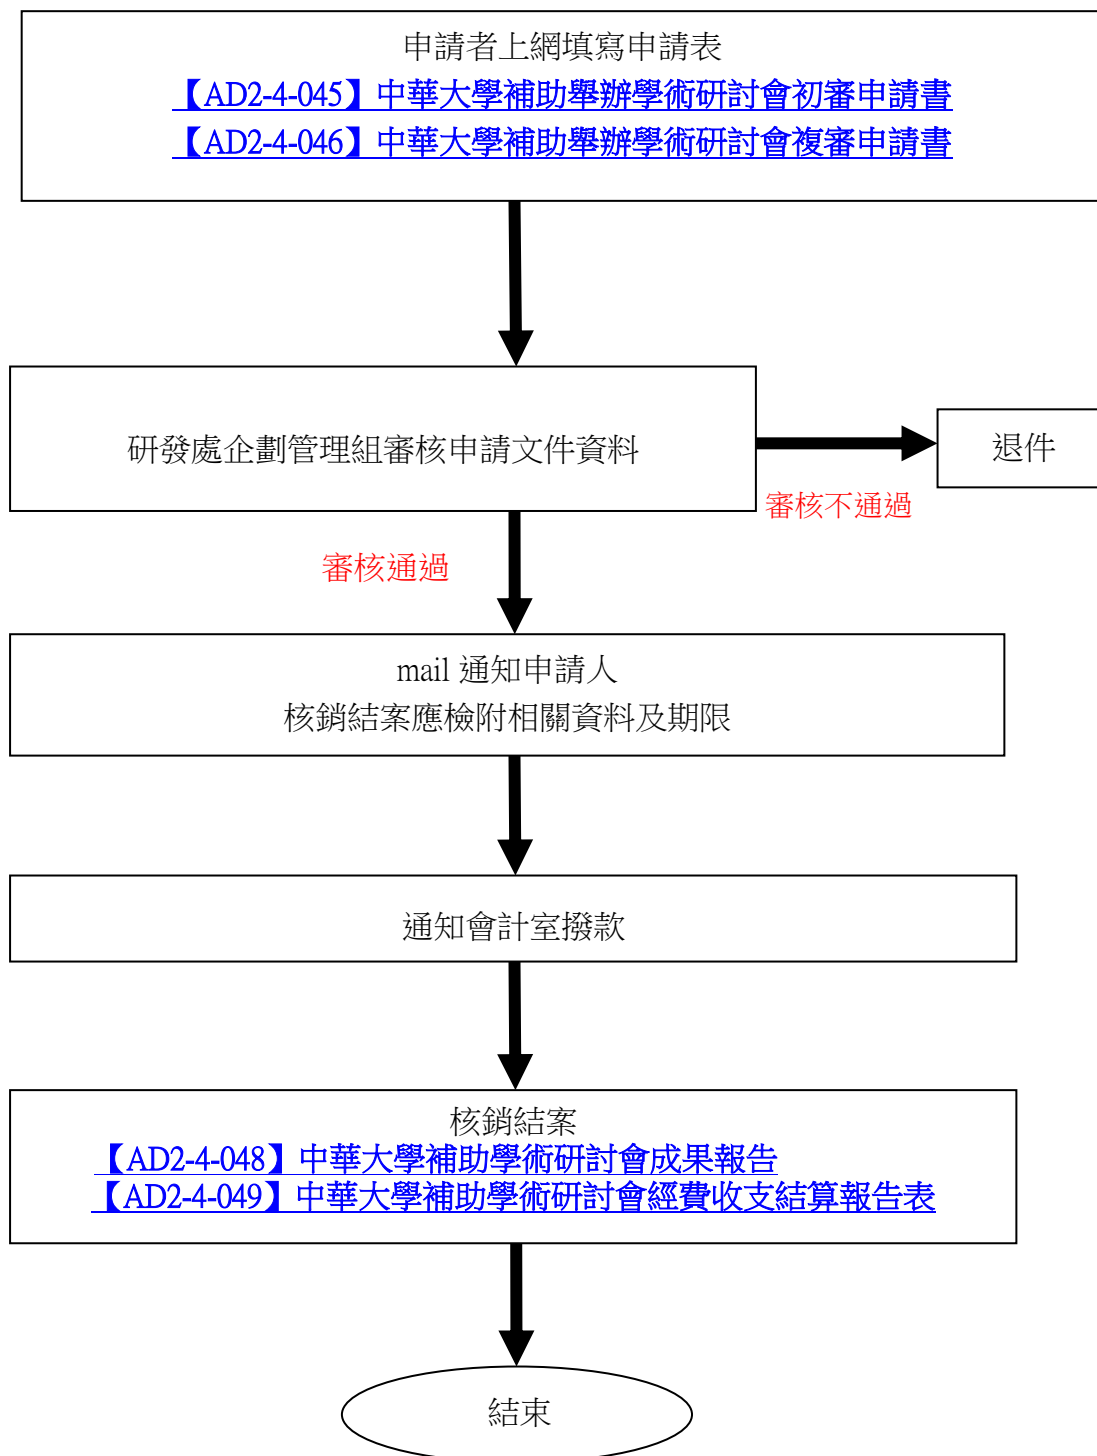 申請者上網填寫申請表
【AD2-4-045】中華大學補助舉辦學術研討會初審申請書
【AD2-4-046】中華大學補助舉辦學術研討會複審申請書
研發處企劃管理組審核申請文件資料
退件
審核不通過
審核通過
mail 通知申請人
核銷結案應檢附相關資料及期限
通知會計室撥款
核銷結案
【AD2-4-048】中華大學補助學術研討會成果報告
【AD2-4-049】中華大學補助學術研討會經費收支結算報告表
結束